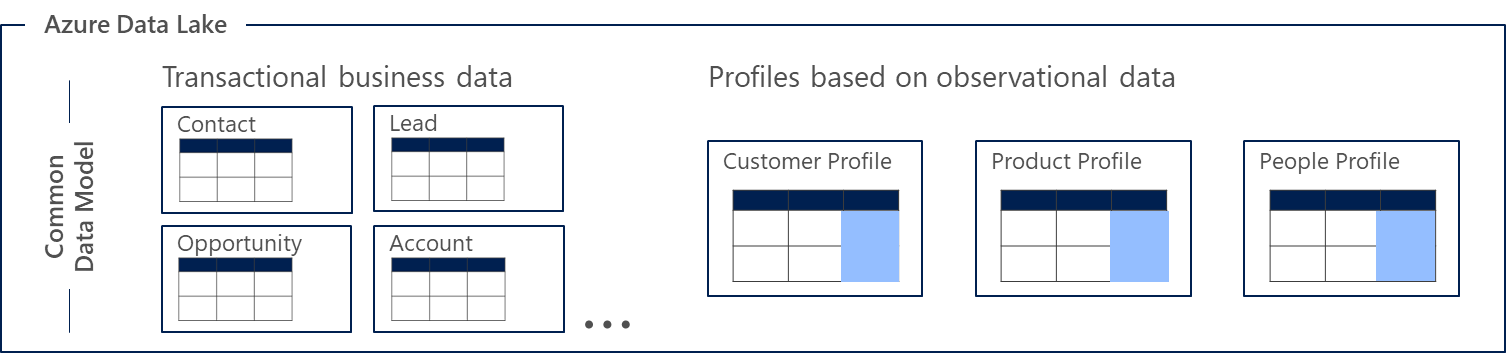 Azure Data Lake
Transactional business data
Profiles based on observational data
Common
Data Model
Contact
Lead
Opportunity
Account
Customer Profile
Product Profile
People Profile